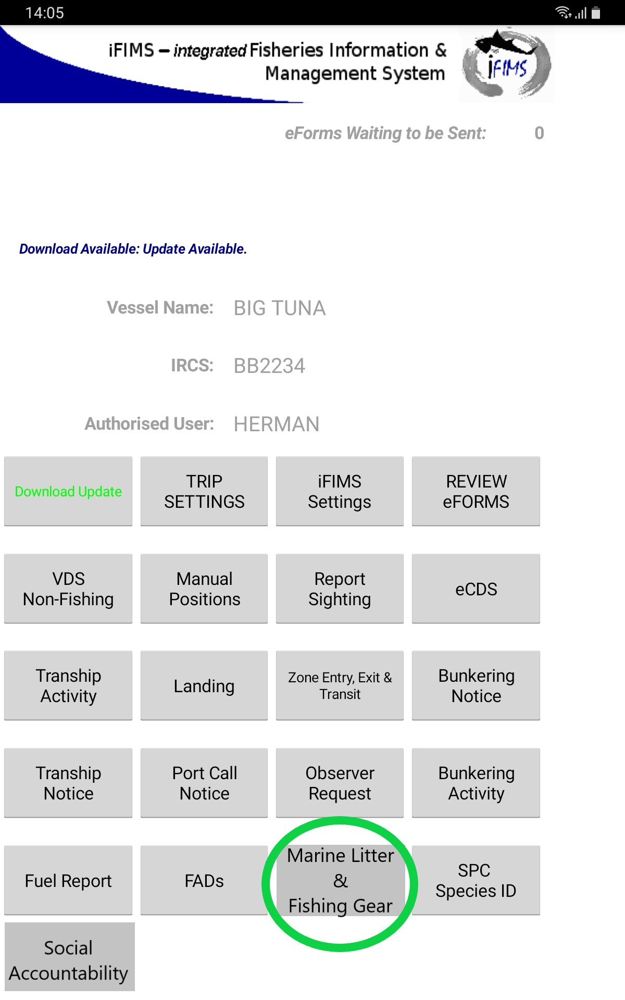 14:05
iFIMS – integrated Fisheries Information &
Management System
iFIMS
eForms Waiting to be Sent: 0
Download Available: Update Available.
Vessel Name: BIG TUNA
IRCS: BB2234
Authorised User: HERMAN
Download Update
TRIP
SETTINGS
iFIMS
Settings
REVIEW
eFORMS
VDS
Non-Fishing
Manual
Positions
Report
Sighting
eCDS
Tranship
Activity
Landing
Zone Entry, Exit &
Transit
Bunkering
Notice
Tranship
Notice
Port Call
Notice
Observer
Request
Bunkering
Activity
Fuel Report
FADs
Marine Litter
&
Fishing Gear
SPC
Species ID
Social
Accountability